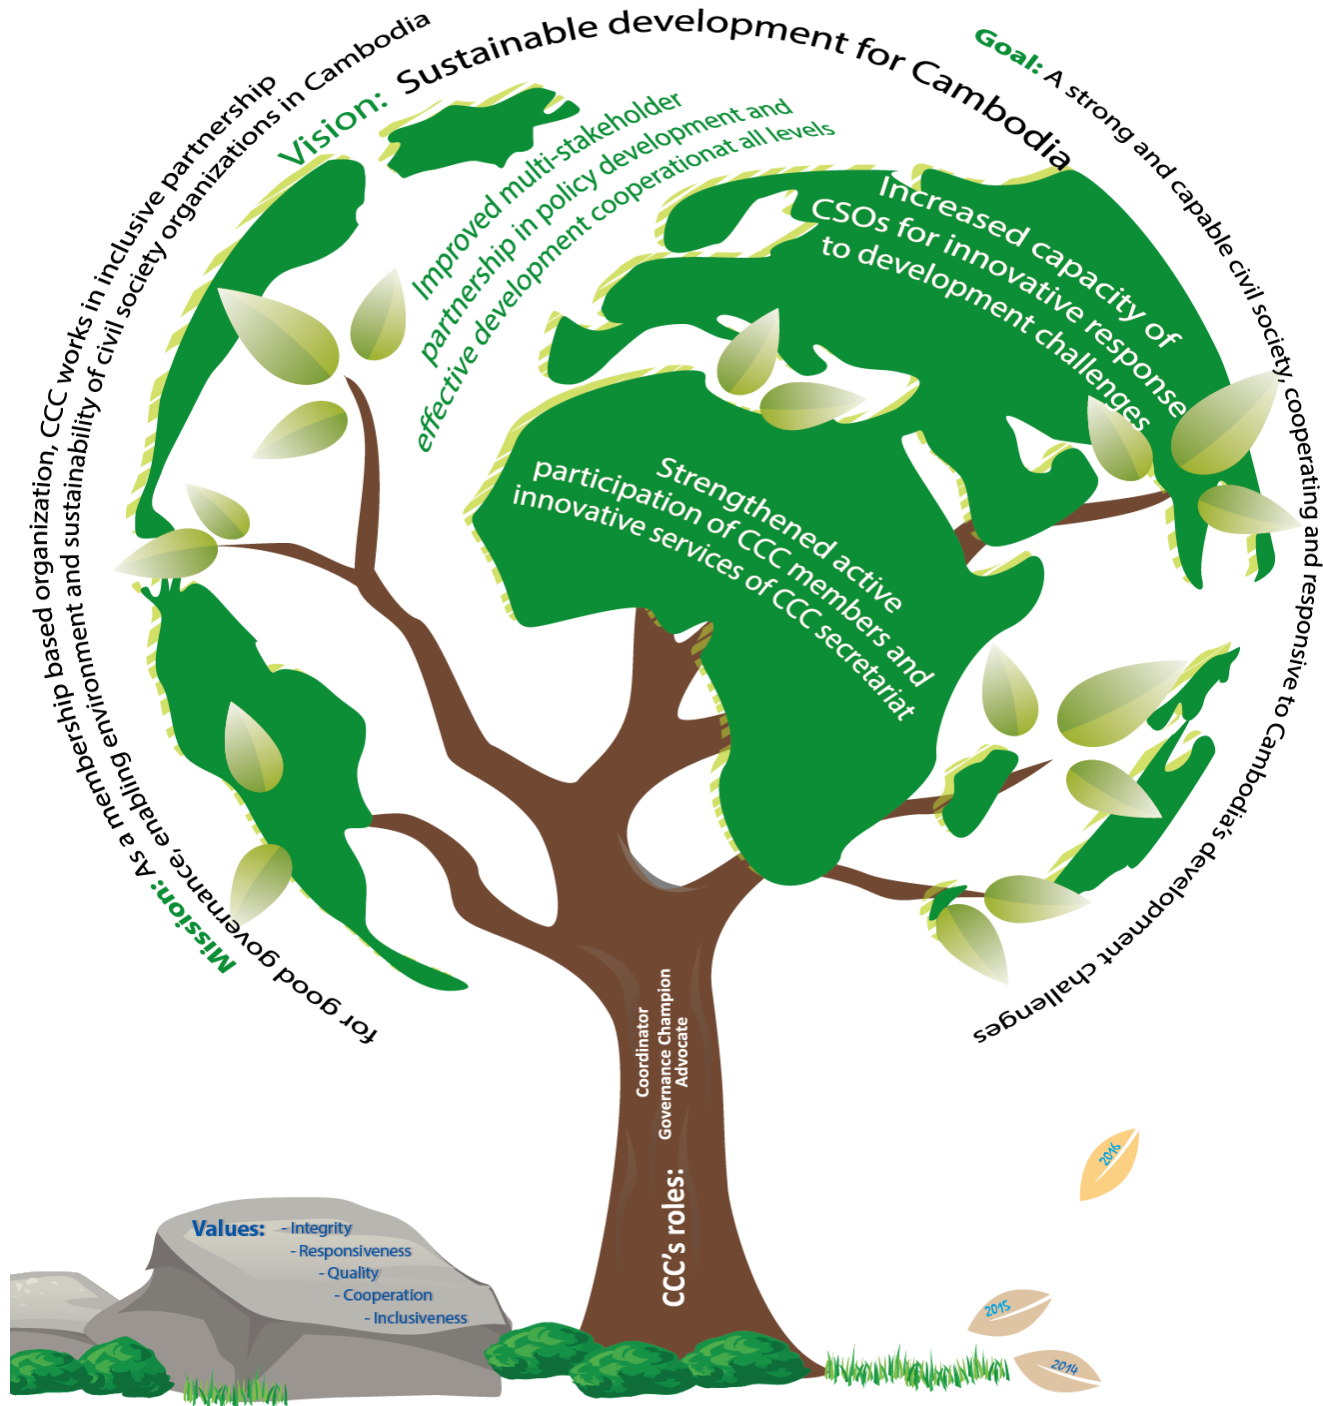 Vision: Sustainable development for Cambodia
Goal: A strong and capable civil society, cooperating and responsive to Cambodia's development challenges
Mission: As a membership based organization, CCC works in inclusive partnership
for good governance, enabling environment and sustainability of civil society organizations in Cambodia
Improved multi-stakeholder
partnership in policy development and
effective development cooperationat all levels
Increased capacity of
CSOs for innovative response
to development challenges
Strengthened active
participation of CCC members and
innovative services of CCC secretariat
CCC's roles:
Coordinator
Governance Champion
Advocate
Values: - Integrity
- Responsiveness
- Quality
- Cooperation
- Inclusiveness
2016
2015
2014